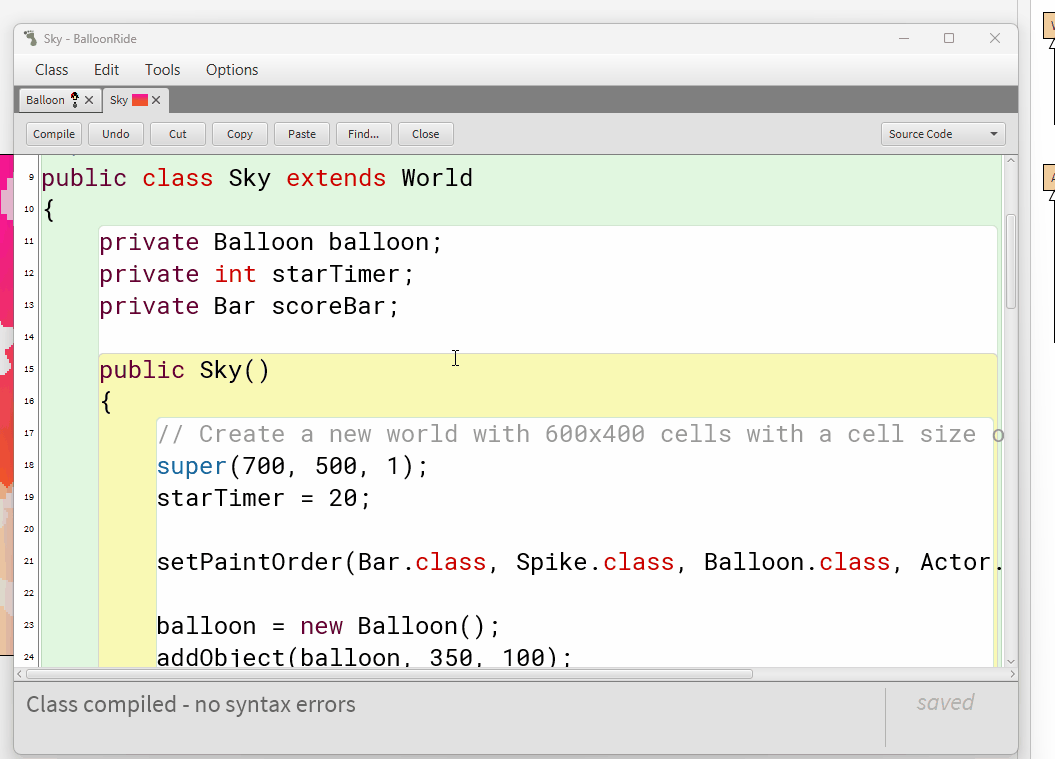 Sky - BalloonRide
Class Edit Tools Options
Balloon Sky
Compile Undo Cut Copy Paste Find... Close Source Code
9 public class Sky extends World
10 {
11 private Balloon balloon;
12 private int starTimer;
13 private Bar scoreBar;
14
15 public Sky()
16 {
17 // Create a new world with 600x400 cells with a cell size o
18 super(700, 500, 1);
19 starTimer = 20;
20
21 setPaintOrder(Bar.class, Spike.class, Balloon.class, Actor.
22
23 balloon = new Balloon();
24 addObject(balloon, 350, 100);
Class compiled - no syntax errors
saved